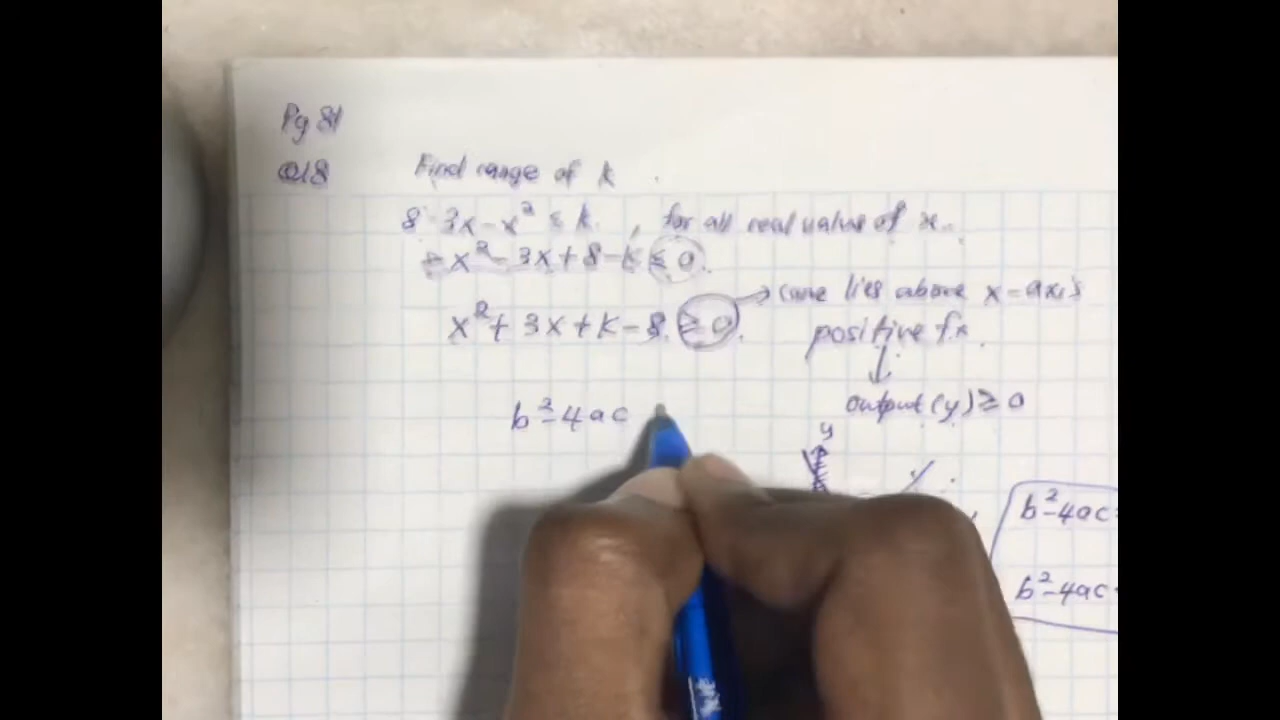 Pg 81
Q18 Find range of k.
8-3x-x² ≤ k, for all real value of x.
-x²-3x+8-k ≤ 0.
→ curve lies above x-axis
x²+3x+k-8 ≥ 0.
positive fx.
↓
output (y) ≥ 0
b²-4ac
y
b²-4ac
b²-4ac